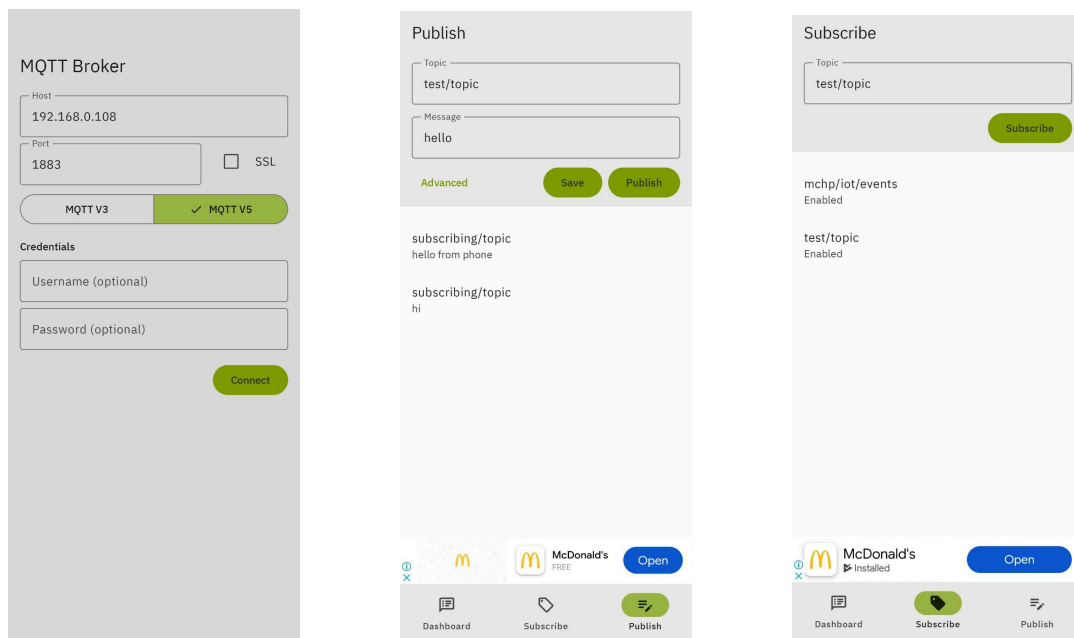 MQTT Broker
Host
192.168.0.108
Port
1883
SSL
MQTT V3
MQTT V5
Credentials
Username (optional)
Password (optional)
Connect
Publish
Topic
test/topic
Message
hello
Advanced
Save
Publish
subscribing/topic
hello from phone
subscribing/topic
hi
McDonald's
FREE
Open
Dashboard
Subscribe
Publish
Subscribe
Topic
test/topic
Subscribe
mchp/iot/events
Enabled
test/topic
Enabled
McDonald's
Installed
Open
Dashboard
Subscribe
Publish